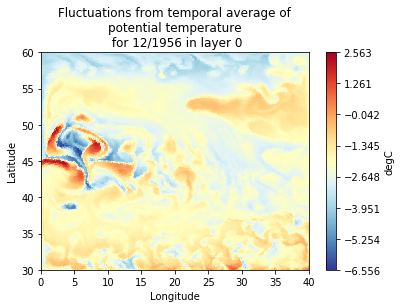 Fluctuations from temporal average of
potential temperature
for 12/1956 in layer 0
60
55
50
45
40
35
30
Latitude
0 5 10 15 20 25 30 35 40
Longitude
2.563
1.261
−0.042
−1.345
−2.648
−3.951
−5.254
−6.556
degC